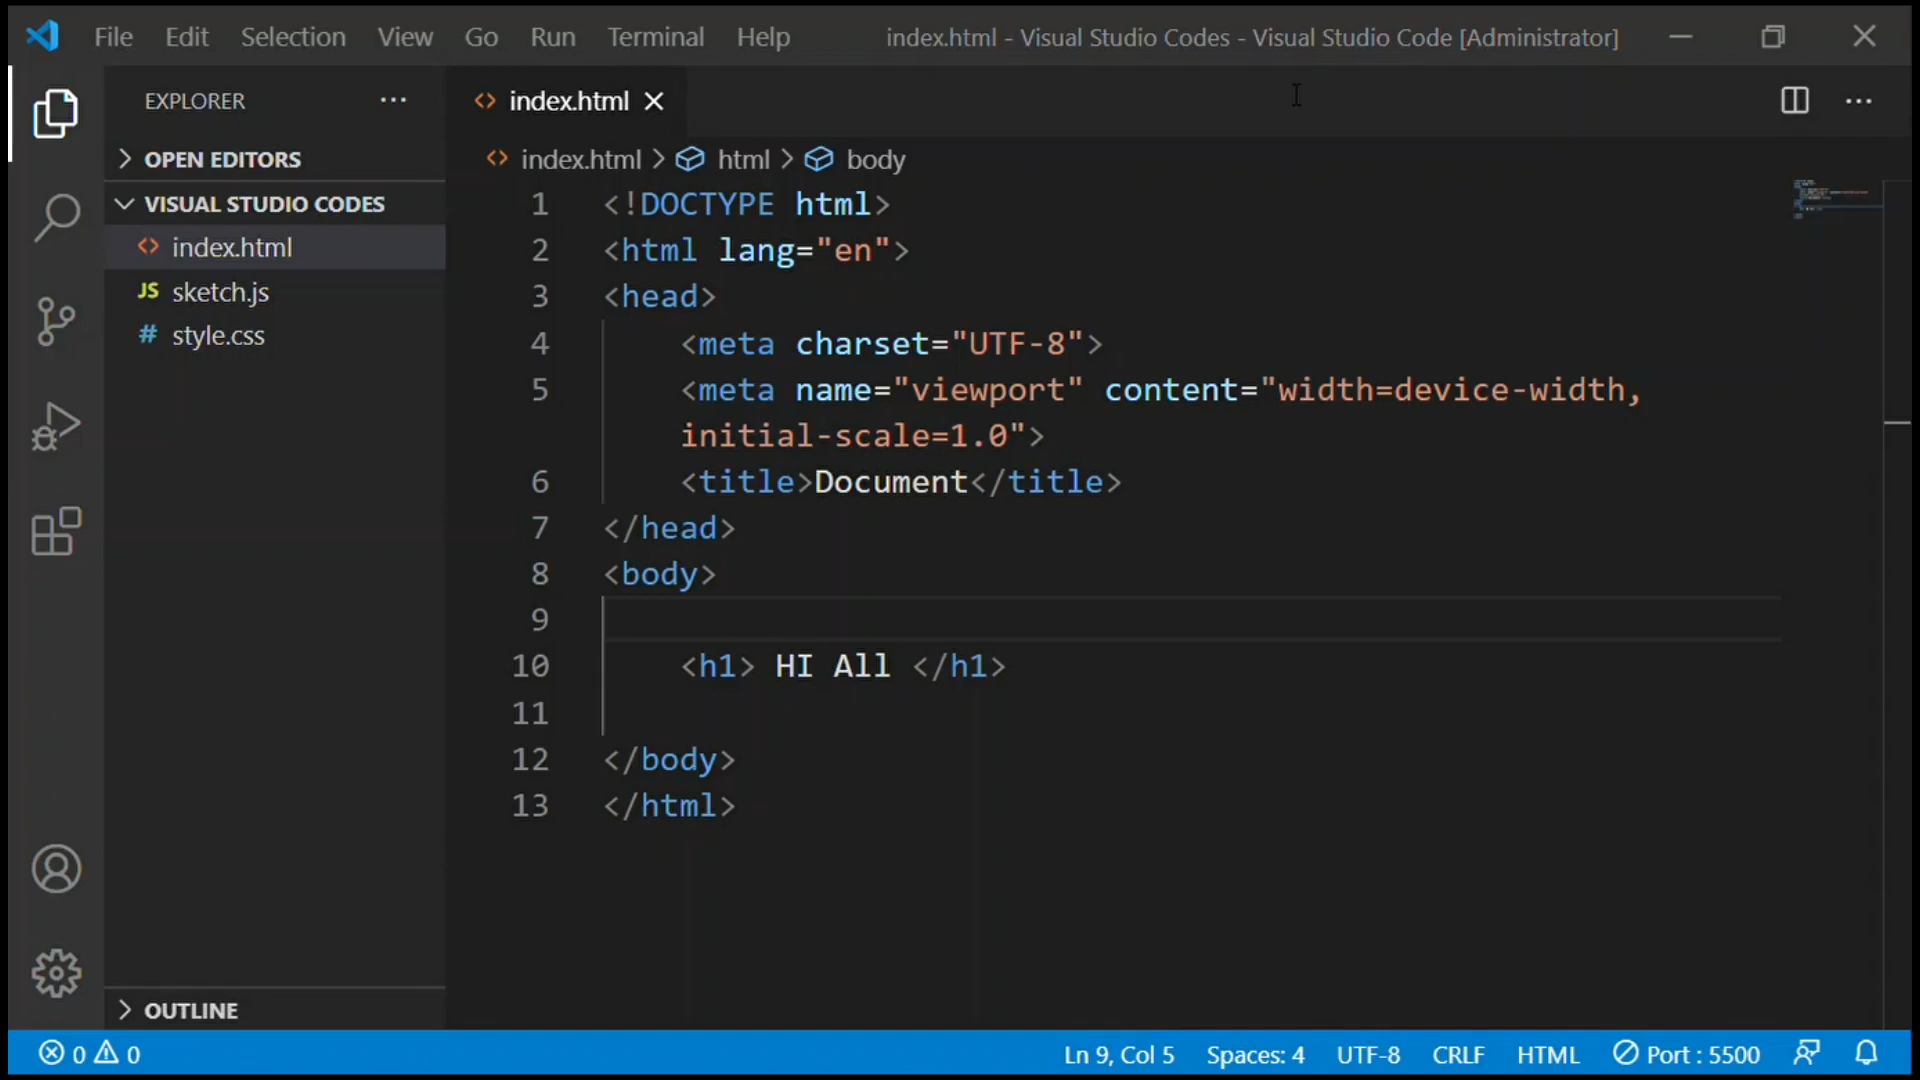 File Edit Selection View Go Run Terminal Help index.html - Visual Studio Codes - Visual Studio Code [Administrator]
EXPLORER
OPEN EDITORS
VISUAL STUDIO CODES
index.html
JS sketch.js
# style.css
OUTLINE
index.html
index.html > html > body
1 <!DOCTYPE html>
2 <html lang="en">
3 <head>
4 <meta charset="UTF-8">
5 <meta name="viewport" content="width=device-width,
initial-scale=1.0">
6 <title>Document</title>
7 </head>
8 <body>
9
10 <h1> HI All </h1>
11
12 </body>
13 </html>
0 0 Ln 9, Col 5 Spaces: 4 UTF-8 CRLF HTML Port : 5500